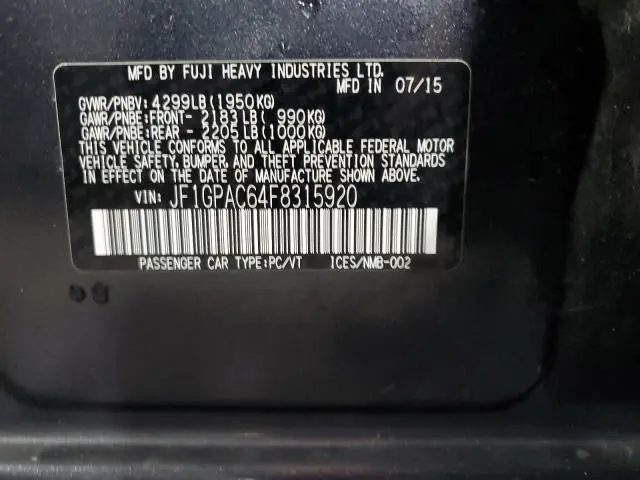 MFD BY FUJI HEAVY INDUSTRIES LTD.
MFD IN 07/15
GVWR/PNBV: 4299LB(1950KG)
GAWR/PNBE:FRONT- 2183LB( 990KG)
GAWR/PNBE:REAR - 2205LB(1000KG)
THIS VEHICLE CONFORMS TO ALL APPLICABLE FEDERAL MOTOR
VEHICLE SAFETY, BUMPER, AND THEFT PREVENTION STANDARDS
IN EFFECT ON THE DATE OF MANUFACTURE SHOWN ABOVE.
VIN: JF1GPAC64F8315920
PASSENGER CAR TYPE:PC/VT ICES/NMB-002